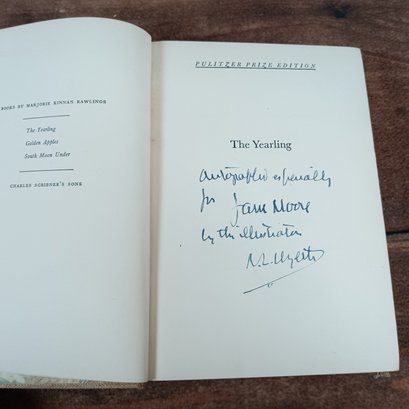 BOOKS BY MARJORIE KINNAN RAWLINGS
The Yearling
Golden Apples
South Moon Under
CHARLES SCRIBNER'S SONS
PULITZER PRIZE EDITION
The Yearling
Autographed especially
for Jam Moore
by the illustrator
N.C. Wyeth